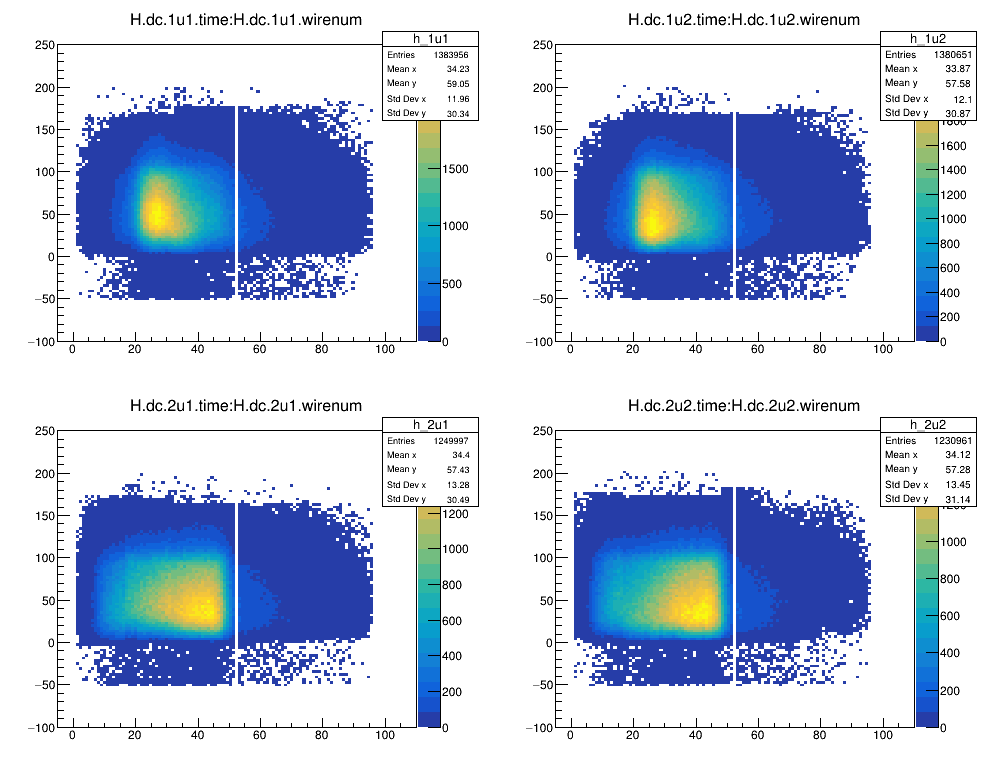 H.dc.1u1.time:H.dc.1u1.wirenum
h_1u1
Entries 1383956
Mean x 34.23
Mean y 59.05
Std Dev x 11.96
Std Dev y 30.34
250
200
150
100
50
0
−50
−100
0 20 40 60 80 100
1500
1000
500
0
H.dc.1u2.time:H.dc.1u2.wirenum
h_1u2
Entries 1380651
Mean x 33.87
Mean y 57.58
Std Dev x 12.1
Std Dev y 30.87
250
200
150
100
50
0
−50
−100
0 20 40 60 80 100
1800
1600
1400
1200
1000
800
600
400
200
0
H.dc.2u1.time:H.dc.2u1.wirenum
h_2u1
Entries 1249997
Mean x 34.4
Mean y 57.43
Std Dev x 13.28
Std Dev y 30.49
250
200
150
100
50
0
−50
−100
0 20 40 60 80 100
1200
1000
800
600
400
200
0
H.dc.2u2.time:H.dc.2u2.wirenum
h_2u2
Entries 1230961
Mean x 34.12
Mean y 57.28
Std Dev x 13.45
Std Dev y 31.14
250
200
150
100
50
0
−50
−100
0 20 40 60 80 100
1200
1000
800
600
400
200
0